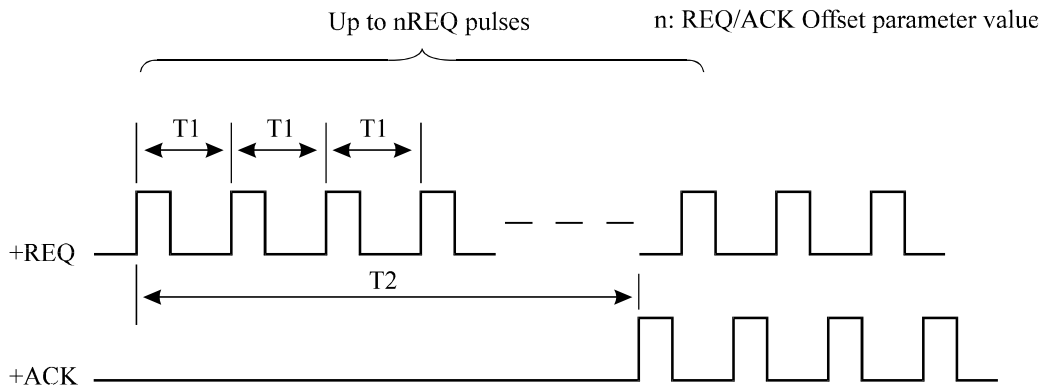 Up to nREQ pulses
n: REQ/ACK Offset parameter value
T1
T1
T1
+REQ
T2
+ACK